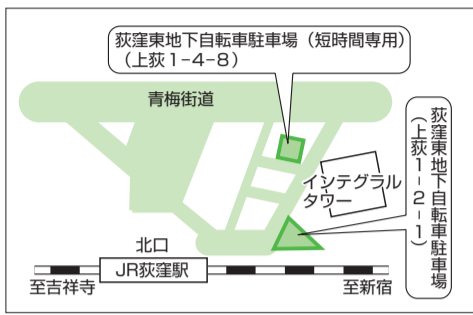 荻窪東地下自転車駐車場（短時間専用）
（上荻1-4-8）
青梅街道
荻窪東地下自転車駐車場
（上荻1-2-1）
インテグラル
タワー
北口
JR荻窪駅
至吉祥寺
至新宿